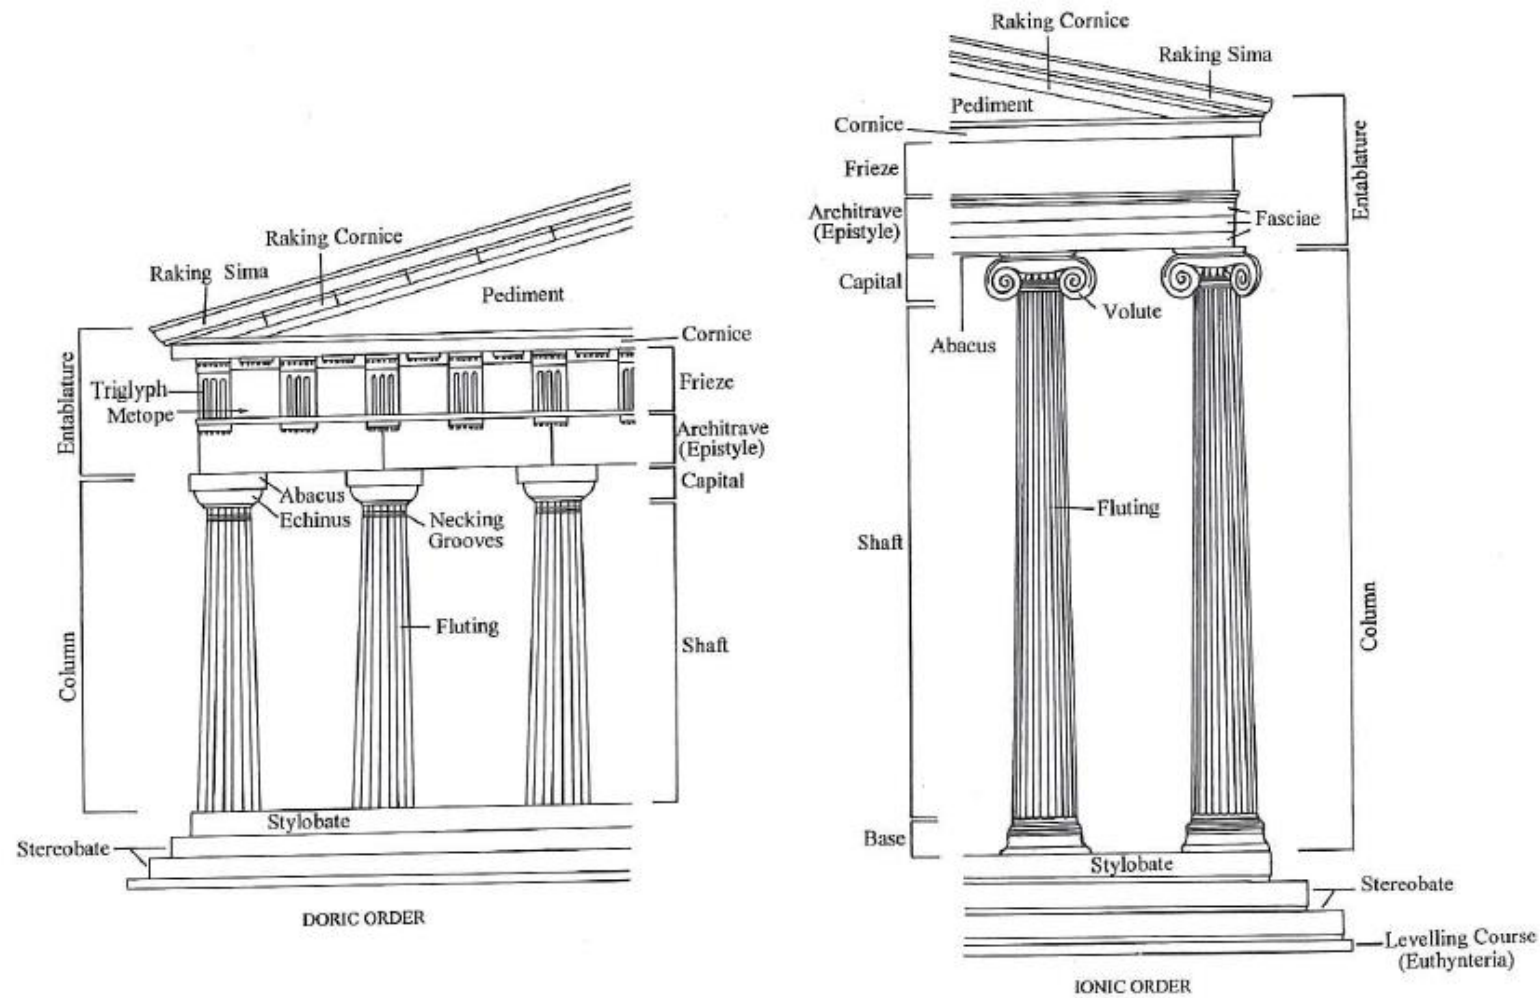 Raking Cornice
Raking Sima
Pediment
Cornice
Entablature
Triglyph
Metope
Frieze
Architrave
(Epistyle)
Capital
Abacus
Echinus
Necking
Grooves
Fluting
Column
Shaft
Stylobate
Stereobate
DORIC ORDER
Raking Cornice
Raking Sima
Pediment
Cornice
Frieze
Architrave
(Epistyle)
Fasciae
Entablature
Capital
Volute
Abacus
Fluting
Shaft
Column
Base
Stylobate
Stereobate
Levelling Course
(Euthynteria)
IONIC ORDER